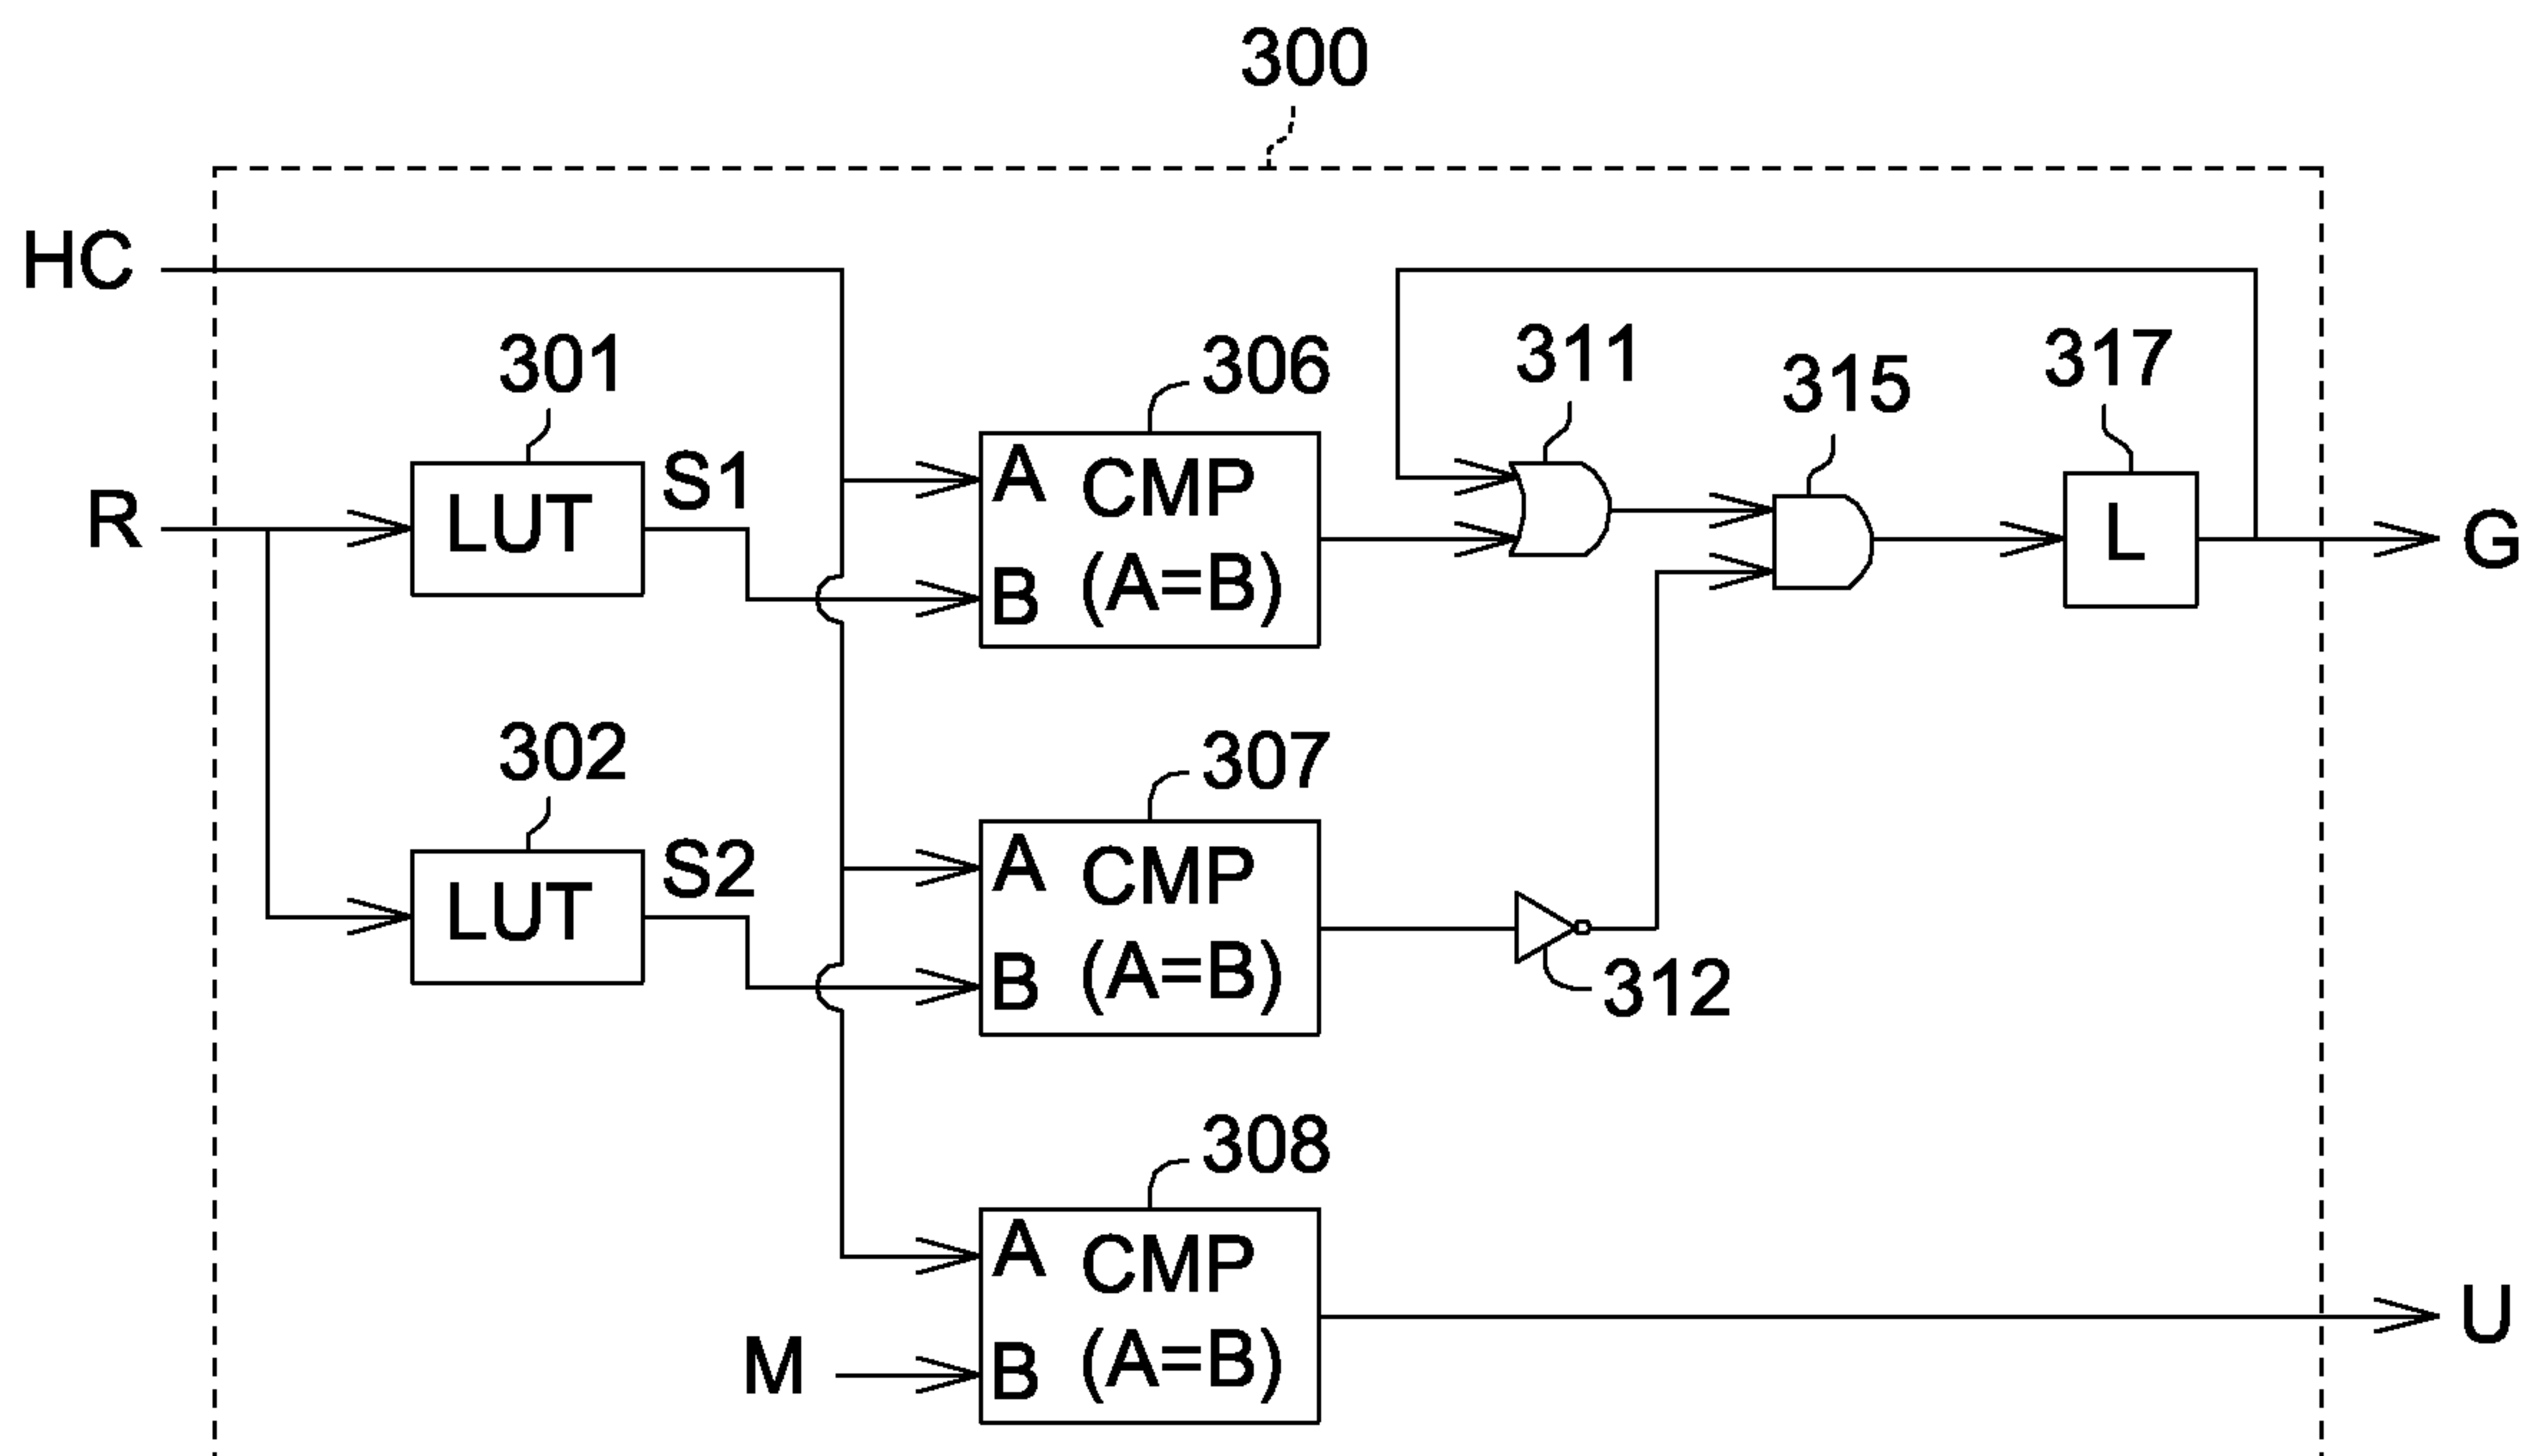 300
HC
301
306
311
315
317
R
LUT
S1
A CMP
B (A=B)
L
G
302
307
LUT
S2
A CMP
B (A=B)
312
308
A CMP
M
B (A=B)
U